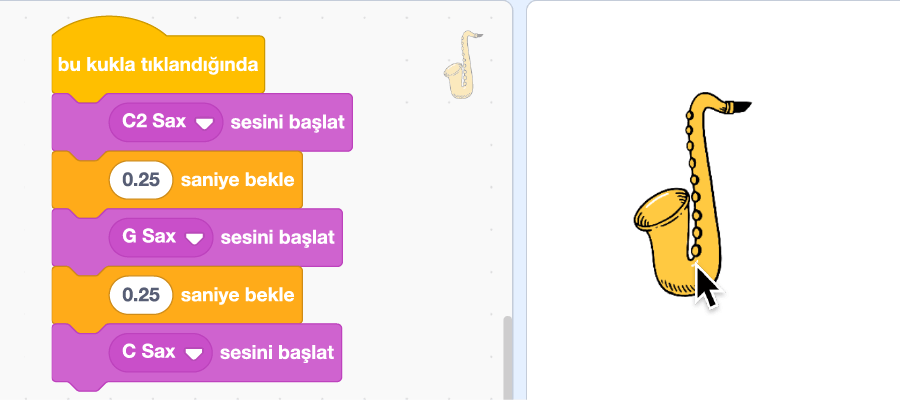 bu kukla tıklandığında
C2 Sax sesini başlat
0.25 saniye bekle
G Sax sesini başlat
0.25 saniye bekle
C Sax sesini başlat